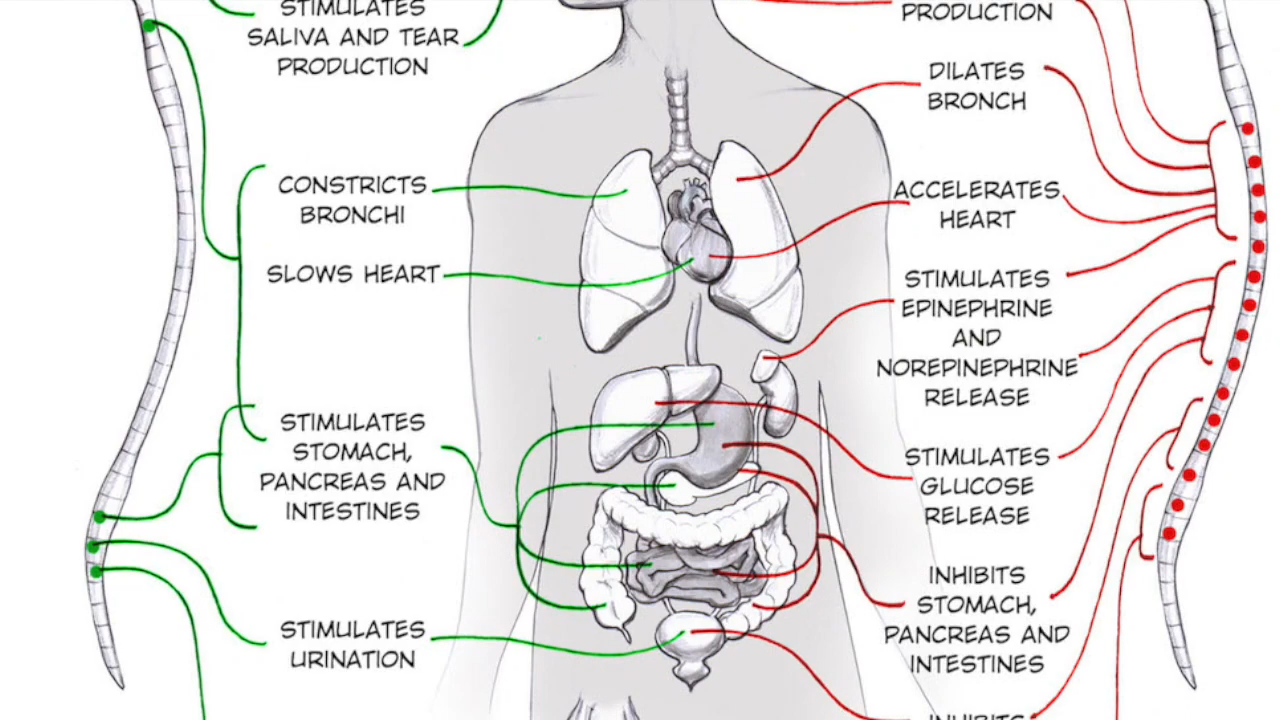 STIMULATES
SALIVA AND TEAR
PRODUCTION
CONSTRICTS
BRONCHI
SLOWS HEART
STIMULATES
STOMACH,
PANCREAS AND
INTESTINES
STIMULATES
URINATION
PRODUCTION
DILATES
BRONCH
ACCELERATES
HEART
STIMULATES
EPINEPHRINE
AND
NOREPINEPHRINE
RELEASE
STIMULATES
GLUCOSE
RELEASE
INHIBITS
STOMACH,
PANCREAS AND
INTESTINES
INHIBITS